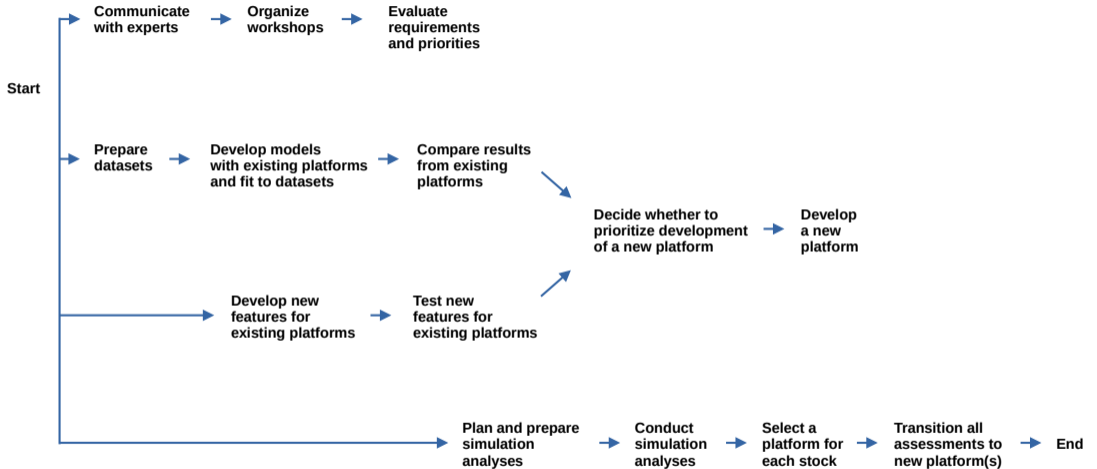 Start
Communicate
with experts
Organize
workshops
Evaluate
requirements
and priorities
Prepare
datasets
Develop models
with existing platforms
and fit to datasets
Compare results
from existing
platforms
Decide whether to
prioritize development
of a new platform
Develop
a new
platform
Develop new
features for
existing platforms
Test new
features for
existing platforms
Plan and prepare
simulation
analyses
Conduct
simulation
analyses
Select a
platform for
each stock
Transition all
assessments to
new platform(s)
End